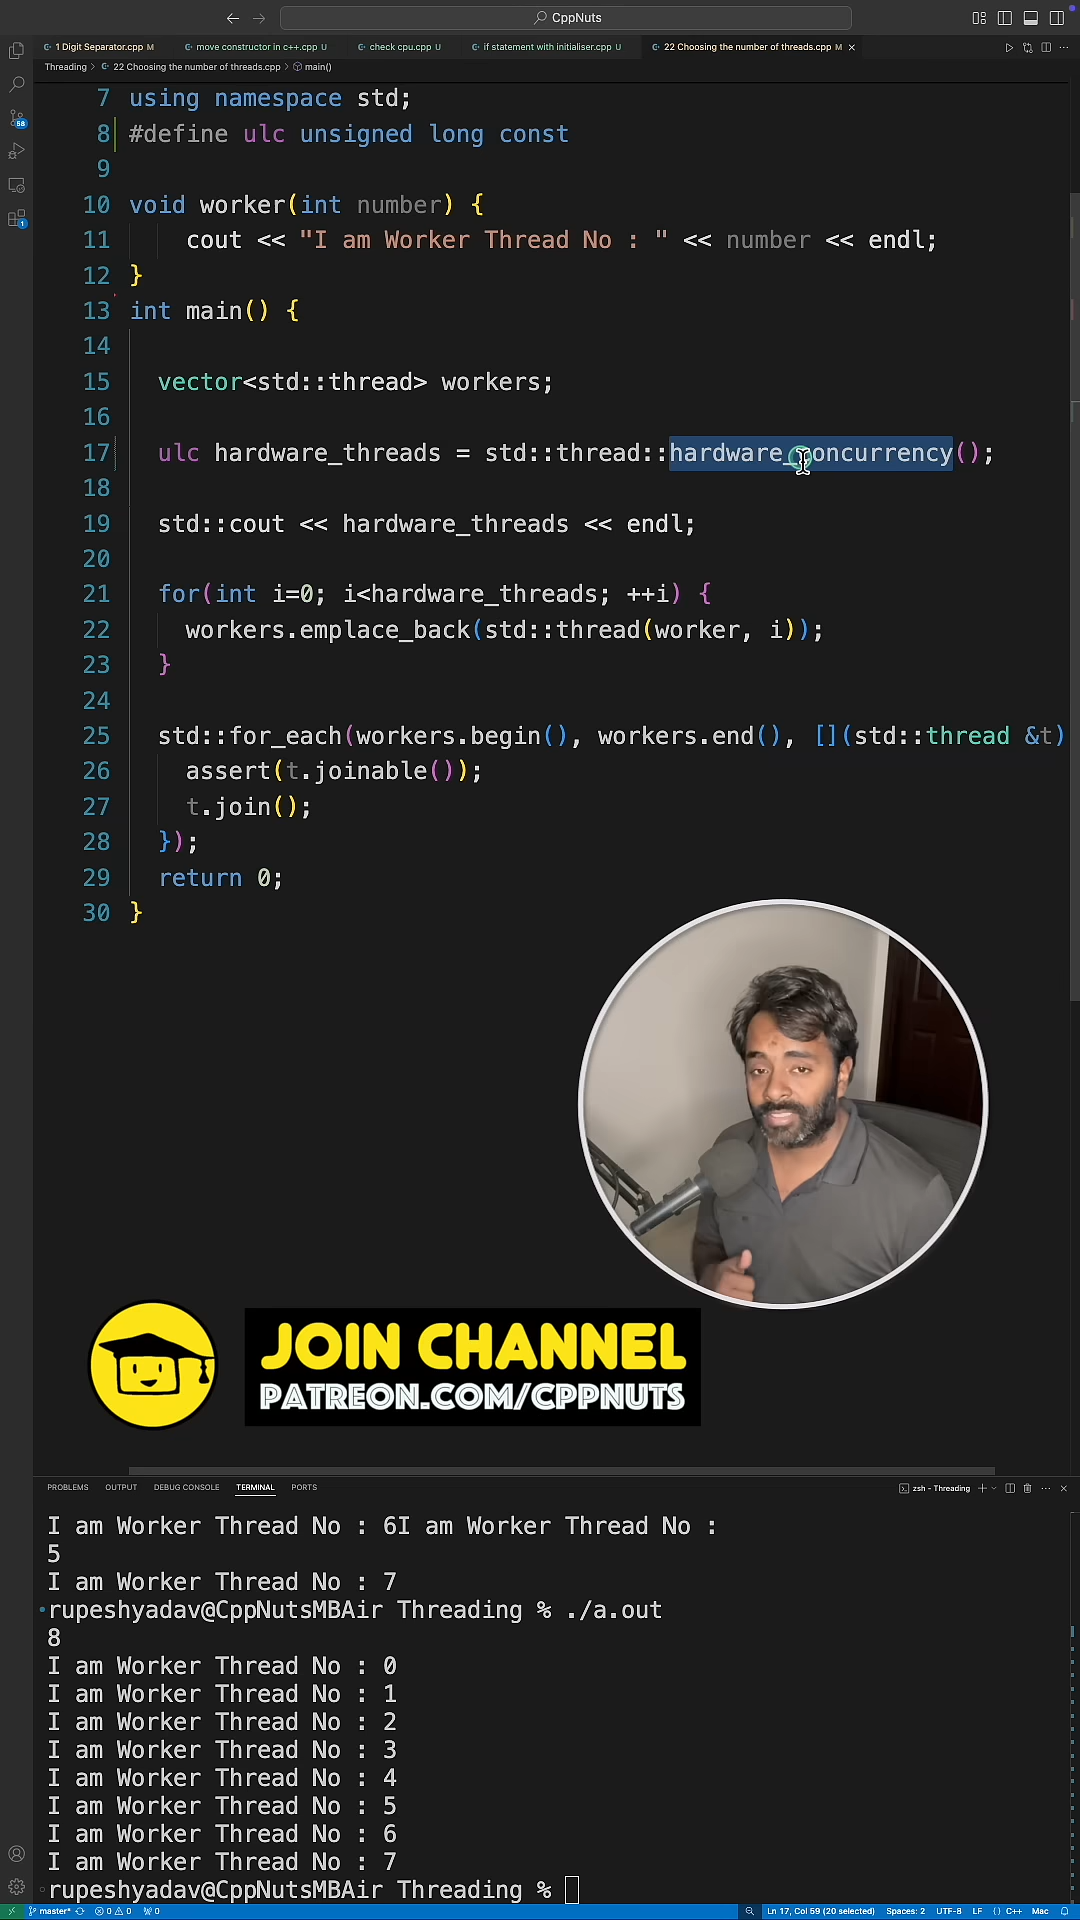 CppNuts
1 Digit Separator.cpp M
move constructor in c++.cpp U
check cpu.cpp U
if statement with initialiser.cpp U
22 Choosing the number of threads.cpp M
Threading > 22 Choosing the number of threads.cpp > main()
7 using namespace std;
8 #define ulc unsigned long const
9
10 void worker(int number) {
11 cout << "I am Worker Thread No : " << number << endl;
12 }
13 int main() {
14
15 vector<std::thread> workers;
16
17 ulc hardware_threads = std::thread::hardware_concurrency();
18
19 std::cout << hardware_threads << endl;
20
21 for(int i=0; i<hardware_threads; ++i) {
22 workers.emplace_back(std::thread(worker, i));
23 }
24
25 std::for_each(workers.begin(), workers.end(), [](std::thread &t)
26 assert(t.joinable());
27 t.join();
28 });
29 return 0;
30 }
58
1
JOIN CHANNEL
PATREON.COM/CPPNUTS
PROBLEMS OUTPUT DEBUG CONSOLE TERMINAL PORTS
zsh - Threading
I am Worker Thread No : 6I am Worker Thread No :
5
I am Worker Thread No : 7
rupeshyadav@CppNutsMBAir Threading % ./a.out
8
I am Worker Thread No : 0
I am Worker Thread No : 1
I am Worker Thread No : 2
I am Worker Thread No : 3
I am Worker Thread No : 4
I am Worker Thread No : 5
I am Worker Thread No : 6
I am Worker Thread No : 7
rupeshyadav@CppNutsMBAir Threading %
master* 0 0 0 Ln 17, Col 59 (20 selected) Spaces: 2 UTF-8 LF {} C++ Mac